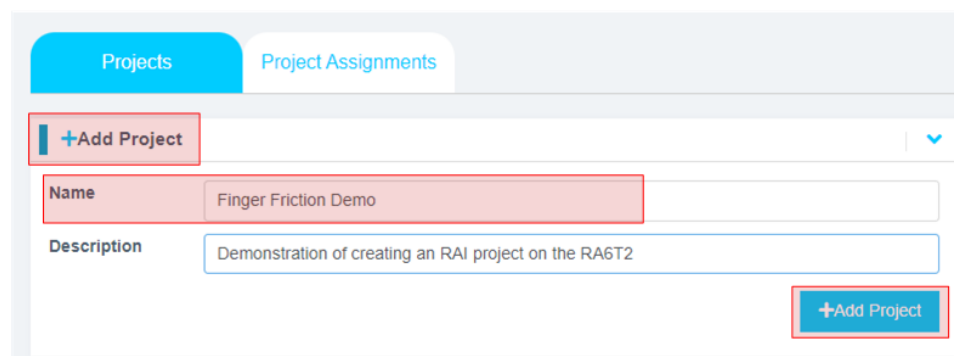 Projects
Project Assignments
+Add Project
Name
Finger Friction Demo
Description
Demonstration of creating an RAI project on the RA6T2
+Add Project